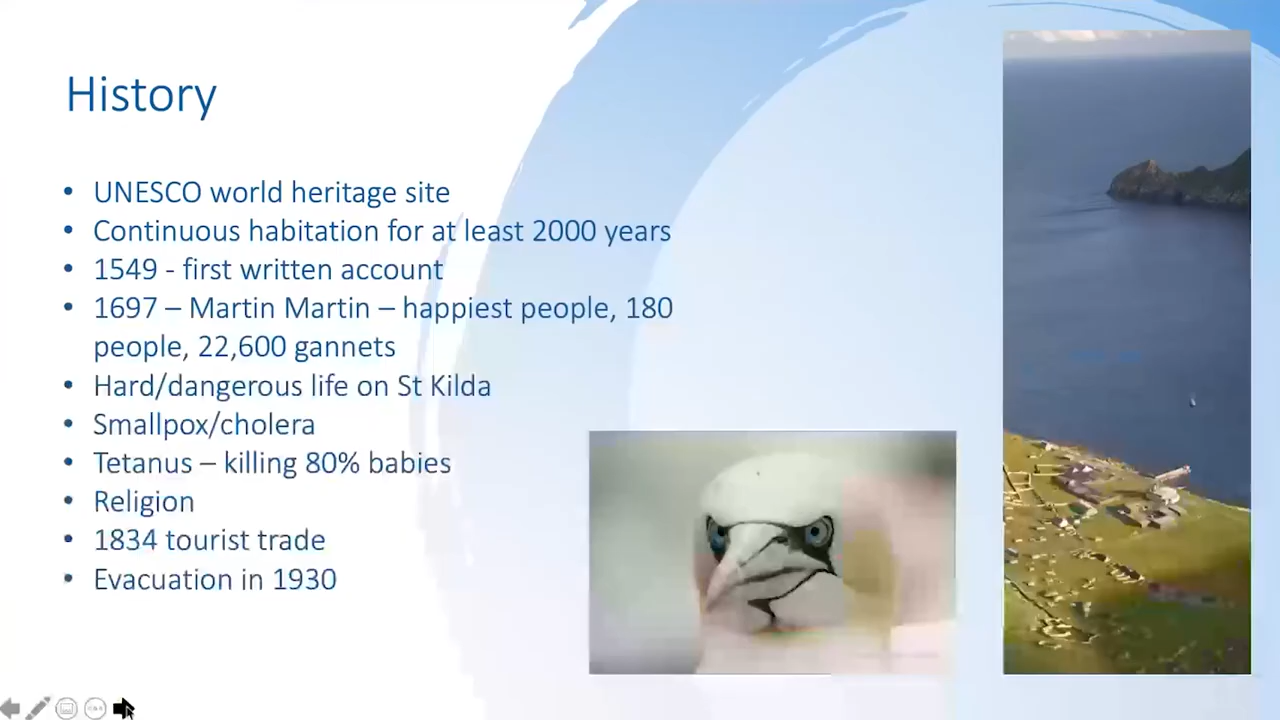 History
• UNESCO world heritage site
• Continuous habitation for at least 2000 years
• 1549 - first written account
• 1697 – Martin Martin – happiest people, 180
people, 22,600 gannets
• Hard/dangerous life on St Kilda
• Smallpox/cholera
• Tetanus – killing 80% babies
• Religion
• 1834 tourist trade
• Evacuation in 1930